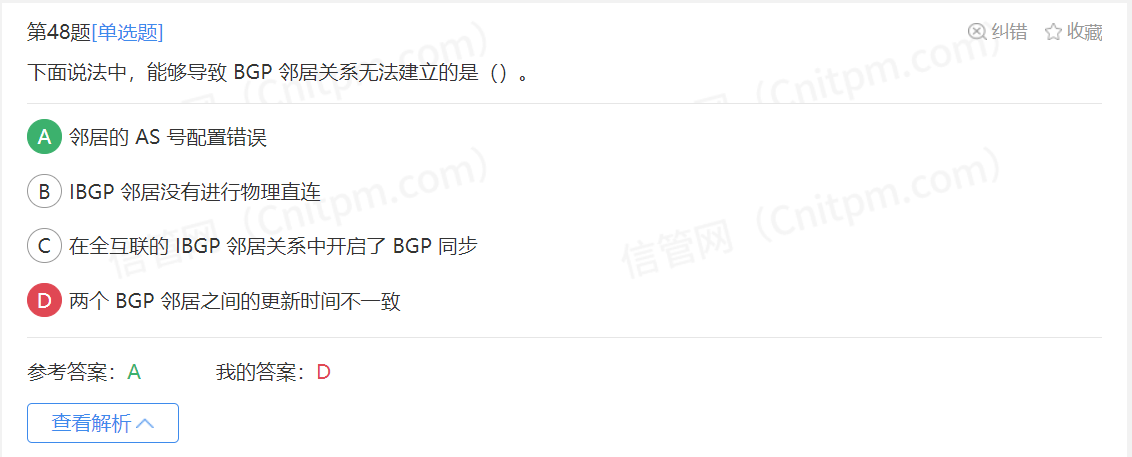 第48题[单选题] 纠错 收藏
下面说法中，能够导致 BGP 邻居关系无法建立的是（）。
A 邻居的 AS 号配置错误
B IBGP 邻居没有进行物理直连
C 在全互联的 IBGP 邻居关系中开启了 BGP 同步
D 两个 BGP 邻居之间的更新时间不一致
参考答案：A 我的答案：D
查看解析
信管网（Cnitpm.com）
信管网（Cnitpm.com）
信管网（Cnitpm.com）
信管网（Cnitpm.com）